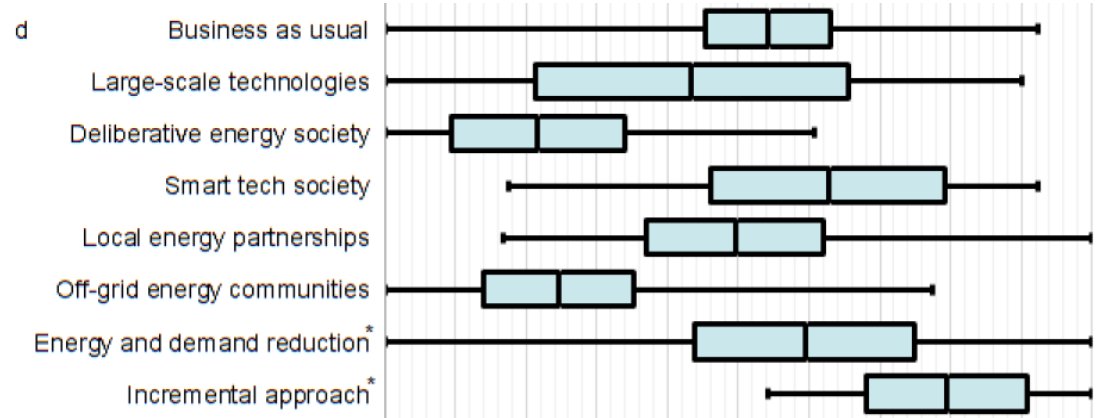 d
Business as usual
Large-scale technologies
Deliberative energy society
Smart tech society
Local energy partnerships
Off-grid energy communities
Energy and demand reduction*
Incremental approach*